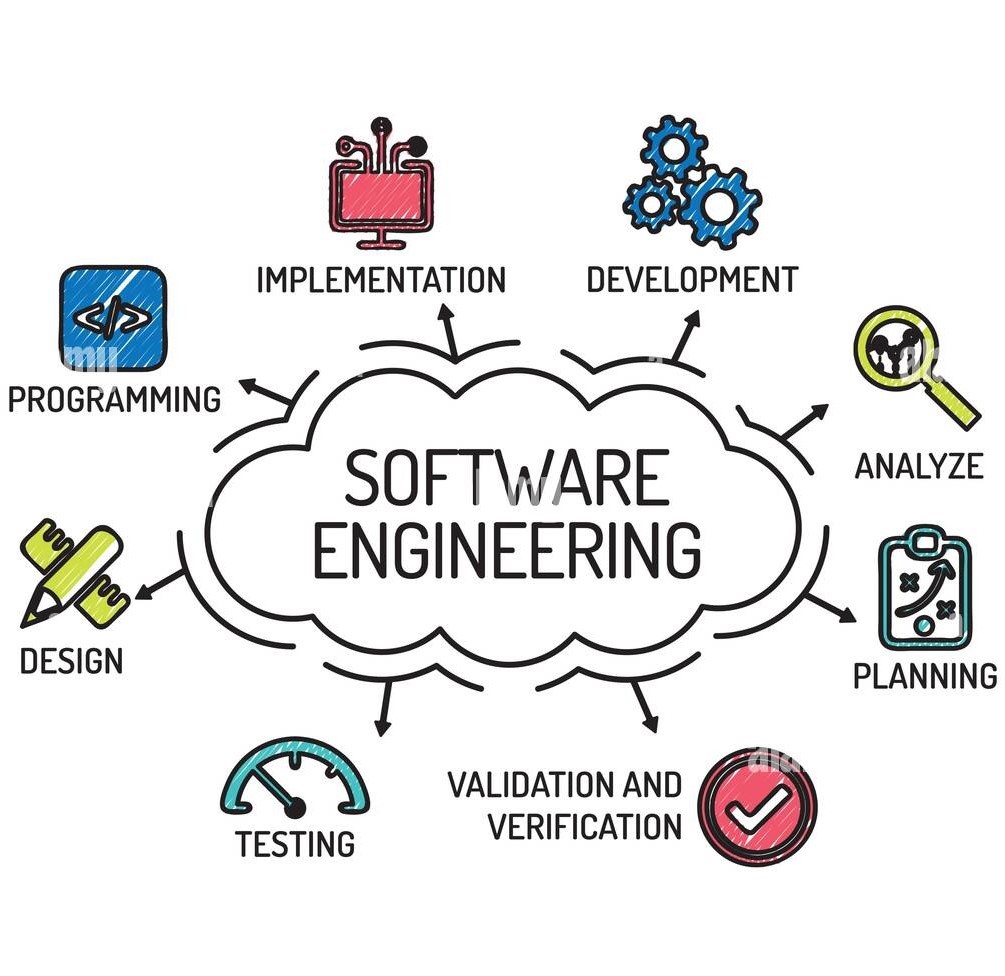 IMPLEMENTATION
DEVELOPMENT
PROGRAMMING
ANALYZE
SOFTWARE
ENGINEERING
DESIGN
PLANNING
TESTING
VALIDATION AND
VERIFICATION